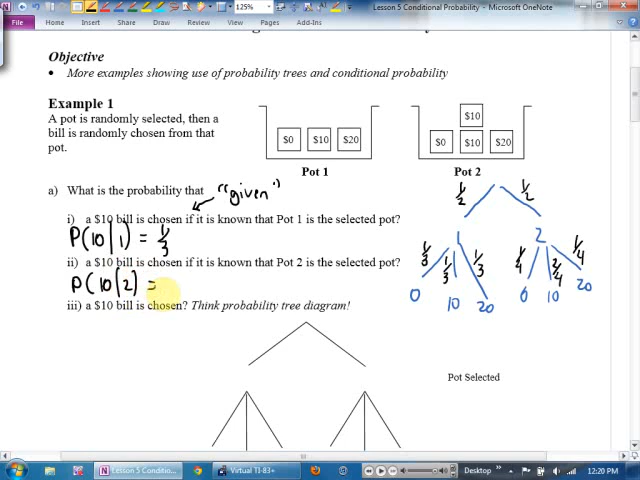 Lesson 5 Conditional Probability - Microsoft OneNote
125%
File Home Insert Share Draw Review View Add-Ins
Objective
• More examples showing use of probability trees and conditional probability
Example 1
A pot is randomly selected, then a
bill is randomly chosen from that
pot.
$0 $10 $20
Pot 1
$10
$0 $10 $20
Pot 2
a) What is the probability that
"given"
i) a $10 bill is chosen if it is known that Pot 1 is the selected pot?
P(10|1) = 1/3
ii) a $10 bill is chosen if it is known that Pot 2 is the selected pot?
P(10|2) =
iii) a $10 bill is chosen? Think probability tree diagram!
1/2 1/2
1 2
1/3 1/3 1/3 1/4 2/4 1/4
0 10 20 0 10 20
Pot Selected
Lesson 5 Conditio... Virtual TI-83+ Desktop 12:20 PM